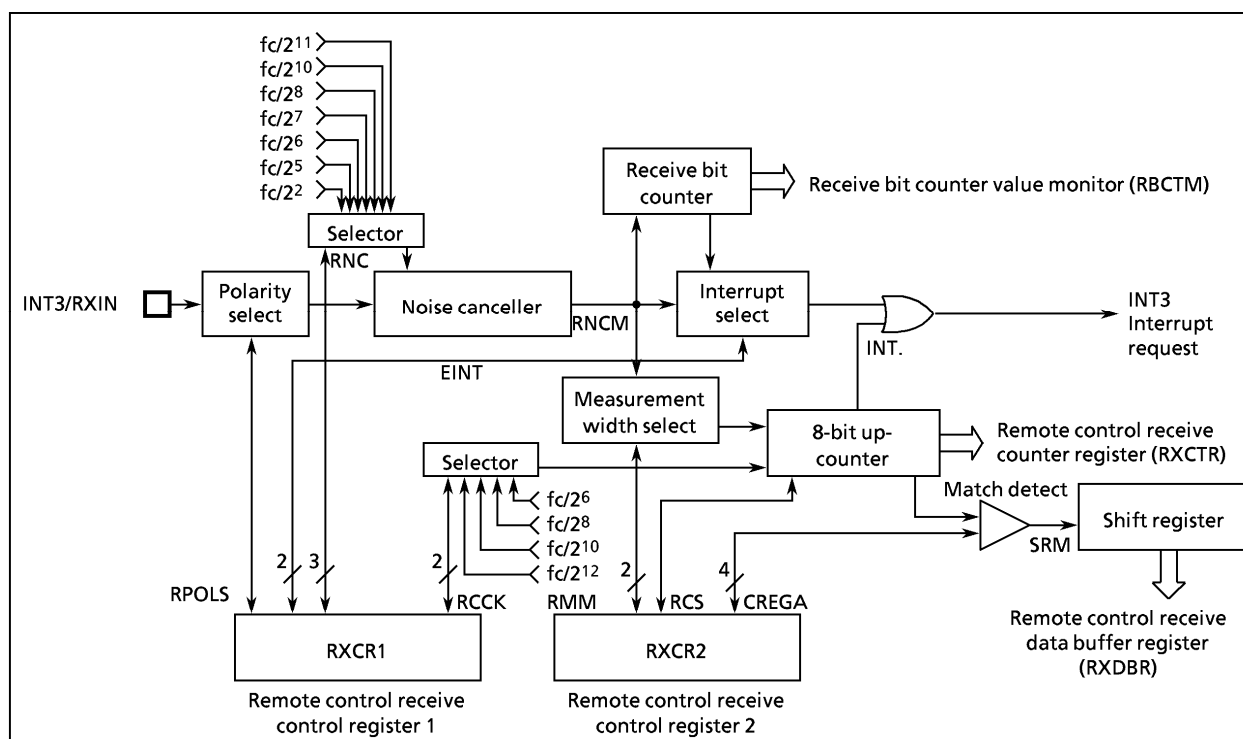 fc/2¹¹
fc/2¹⁰
fc/2⁸
fc/2⁷
fc/2⁶
fc/2⁵
fc/2²
Selector
RNC
Receive bit
counter
Receive bit counter value monitor (RBCTM)
INT3/RXIN
Polarity
select
Noise canceller
RNCM
Interrupt
select
INT.
INT3
Interrupt
request
EINT
Measurement
width select
8-bit up-
counter
Remote control receive
counter register (RXCTR)
Selector
fc/2⁶
fc/2⁸
fc/2¹⁰
fc/2¹²
Match detect
SRM
Shift register
2
3
2
2
4
RPOLS
RCCK
RMM
RCS
CREGA
Remote control receive
data buffer register
(RXDBR)
RXCR1
RXCR2
Remote control receive
control register 1
Remote control receive
control register 2